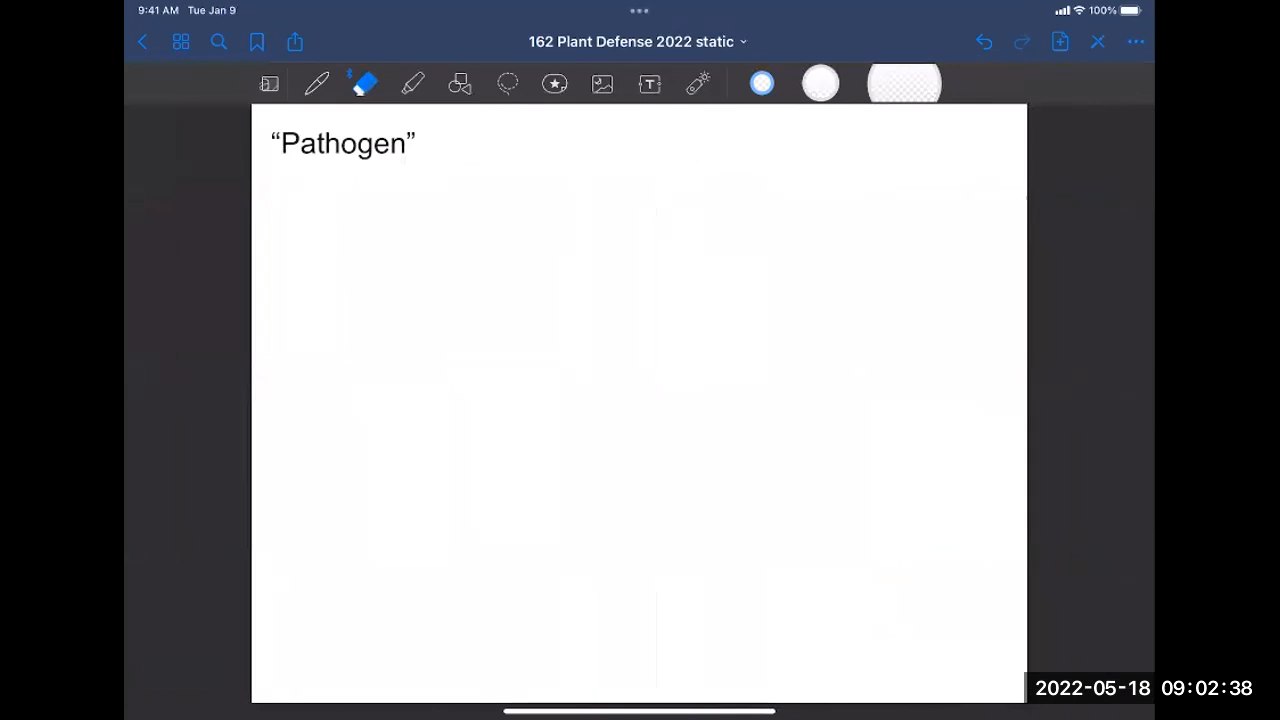 9:41 AM Tue Jan 9
100%
162 Plant Defense 2022 static
T
“Pathogen”
2022-05-18 09:02:38